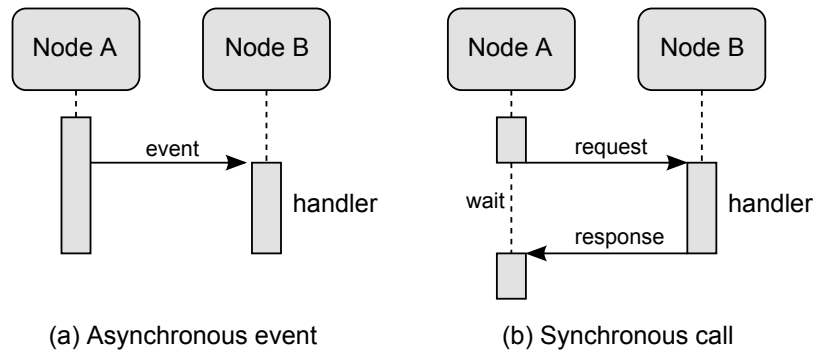 Node A
Node B
event
handler
(a) Asynchronous event
Node A
Node B
request
wait
handler
response
(b) Synchronous call